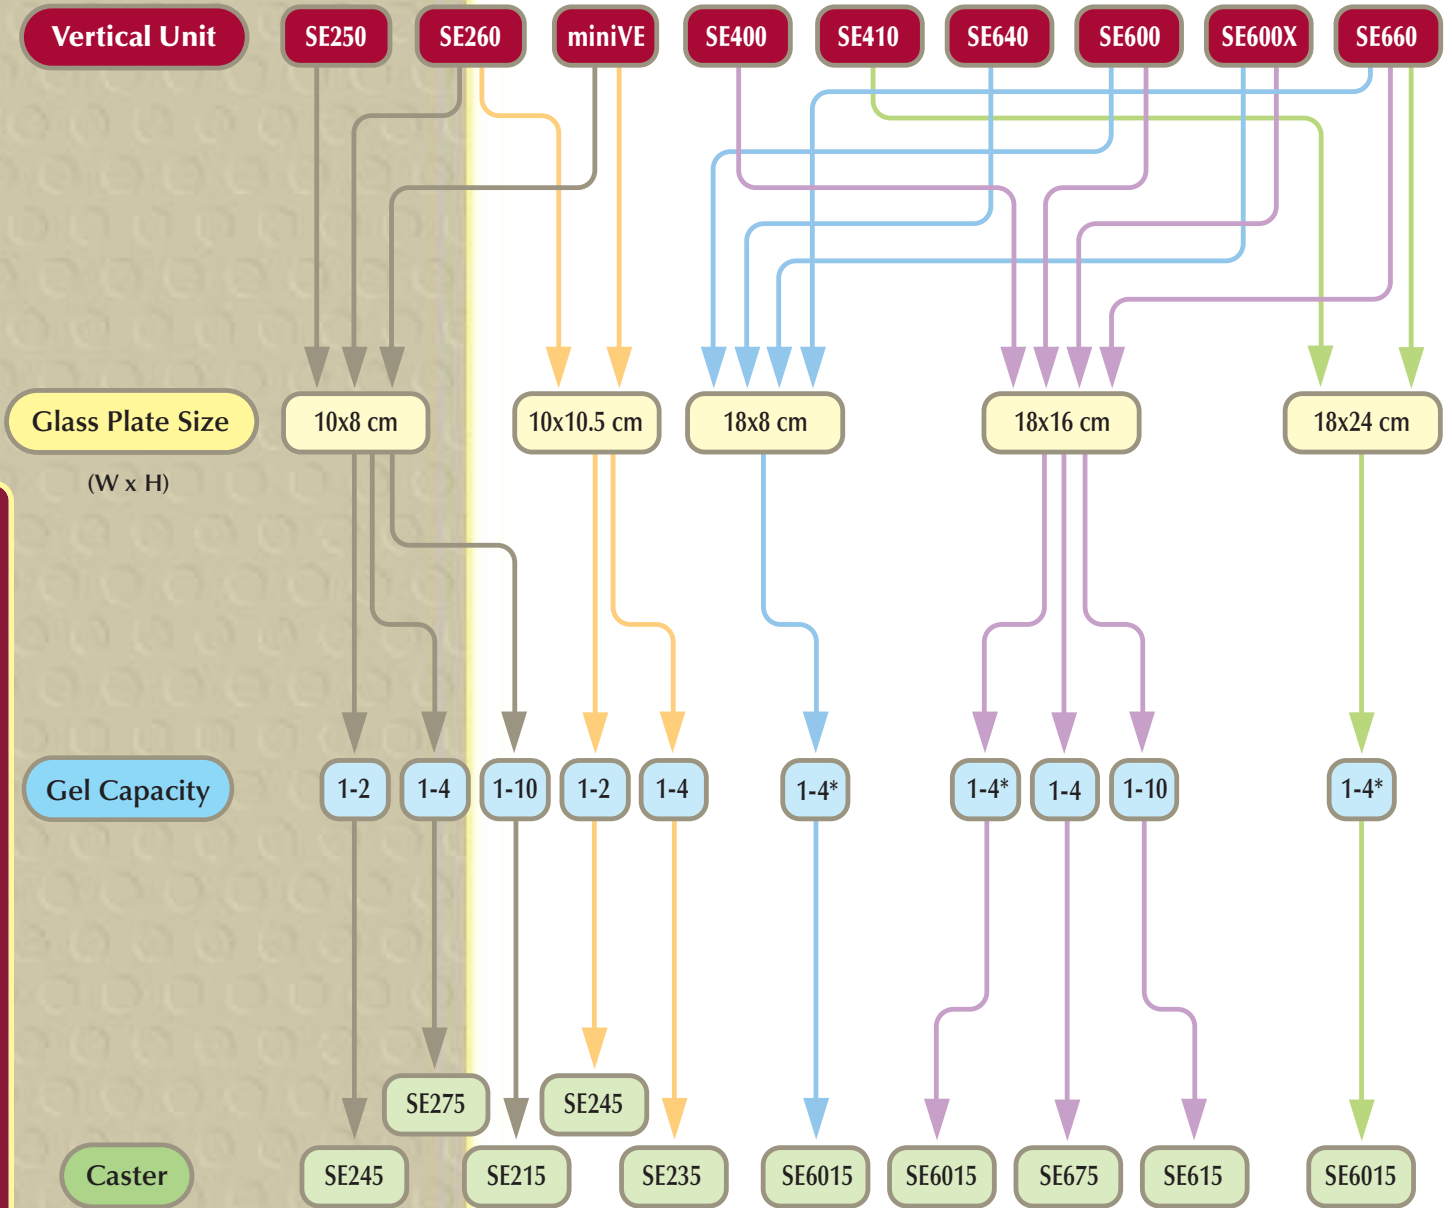 Vertical Unit SE250 SE260 miniVE SE400 SE410 SE640 SE600 SE600X SE660
Glass Plate Size 10x8 cm 10x10.5 cm 18x8 cm 18x16 cm 18x24 cm
(W x H)
Gel Capacity 1-2 1-4 1-10 1-2 1-4 1-4* 1-4* 1-4 1-10 1-4*
SE275 SE245
Caster SE245 SE215 SE235 SE6015 SE6015 SE675 SE615 SE6015